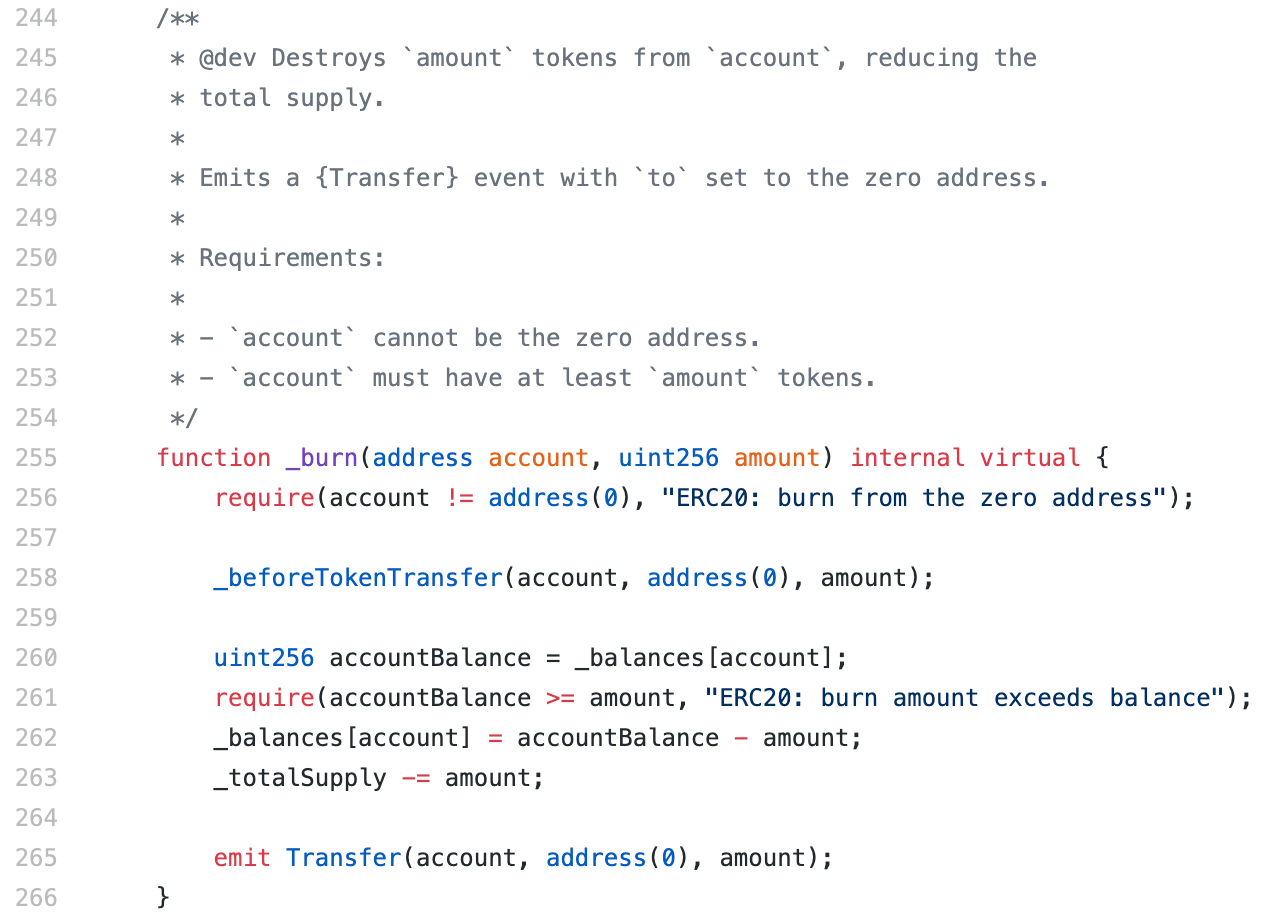 244 /**
245 * @dev Destroys `amount` tokens from `account`, reducing the
246 * total supply.
247 *
248 * Emits a {Transfer} event with `to` set to the zero address.
249 *
250 * Requirements:
251 *
252 * - `account` cannot be the zero address.
253 * - `account` must have at least `amount` tokens.
254 */
255 function _burn(address account, uint256 amount) internal virtual {
256 require(account != address(0), "ERC20: burn from the zero address");
257
258 _beforeTokenTransfer(account, address(0), amount);
259
260 uint256 accountBalance = _balances[account];
261 require(accountBalance >= amount, "ERC20: burn amount exceeds balance");
262 _balances[account] = accountBalance - amount;
263 _totalSupply -= amount;
264
265 emit Transfer(account, address(0), amount);
266 }